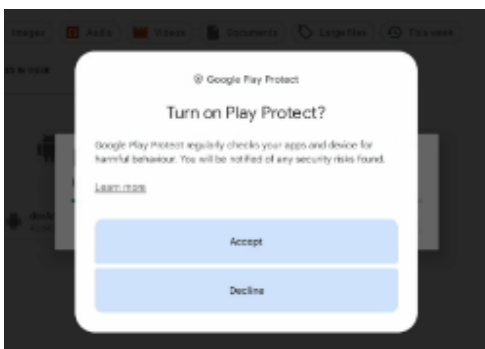 Images Audio Videos Documents Large files This week
Google Play Protect
Turn on Play Protect?
Google Play Protect regularly checks your apps and device for
harmful behaviour. You will be notified of any security risks found.
Learn more
Accept
Decline